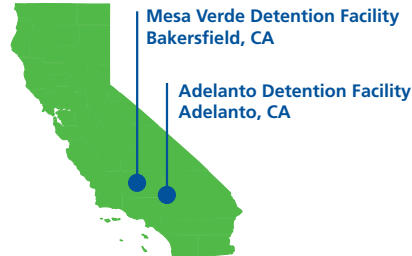 Mesa Verde Detention Facility
Bakersfield, CA
Adelanto Detention Facility
Adelanto, CA